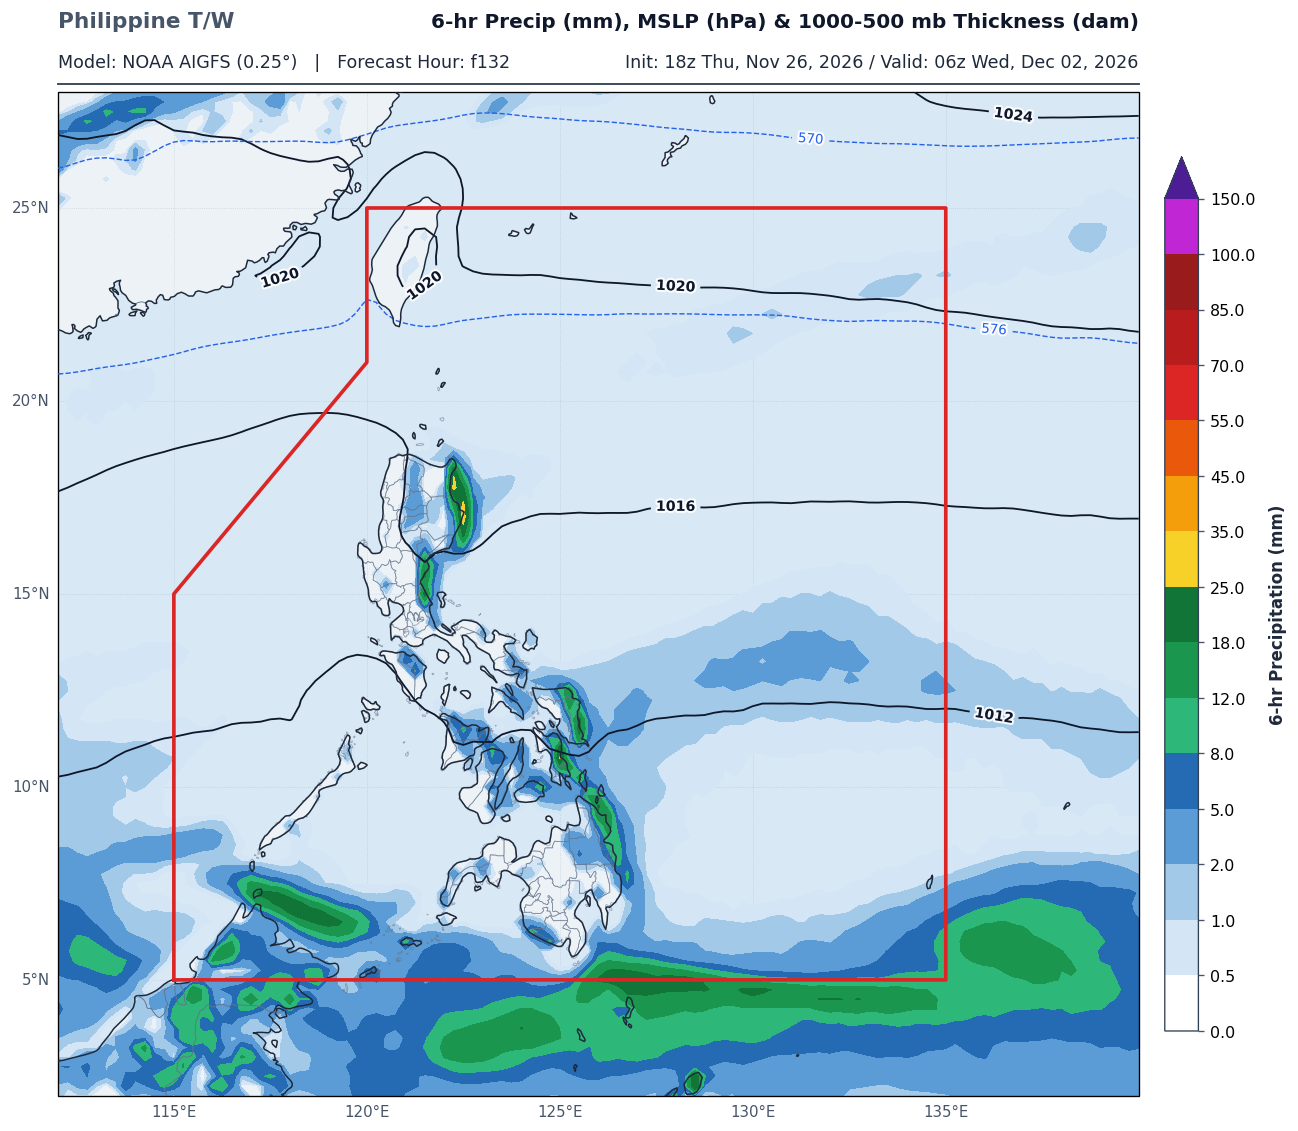 Philippine T/W
6-hr Precip (mm), MSLP (hPa) & 1000-500 mb Thickness (dam)
Model: NOAA AIGFS (0.25°) | Forecast Hour: f132
Init: 18z Thu, Nov 26, 2026 / Valid: 06z Wed, Dec 02, 2026
1024
570
25°N
1020
1020
1020
576
20°N
1016
15°N
1012
10°N
5°N
115°E
120°E
125°E
130°E
135°E
150.0
100.0
85.0
70.0
55.0
45.0
35.0
25.0
18.0
12.0
8.0
5.0
2.0
1.0
0.5
0.0
6-hr Precipitation (mm)